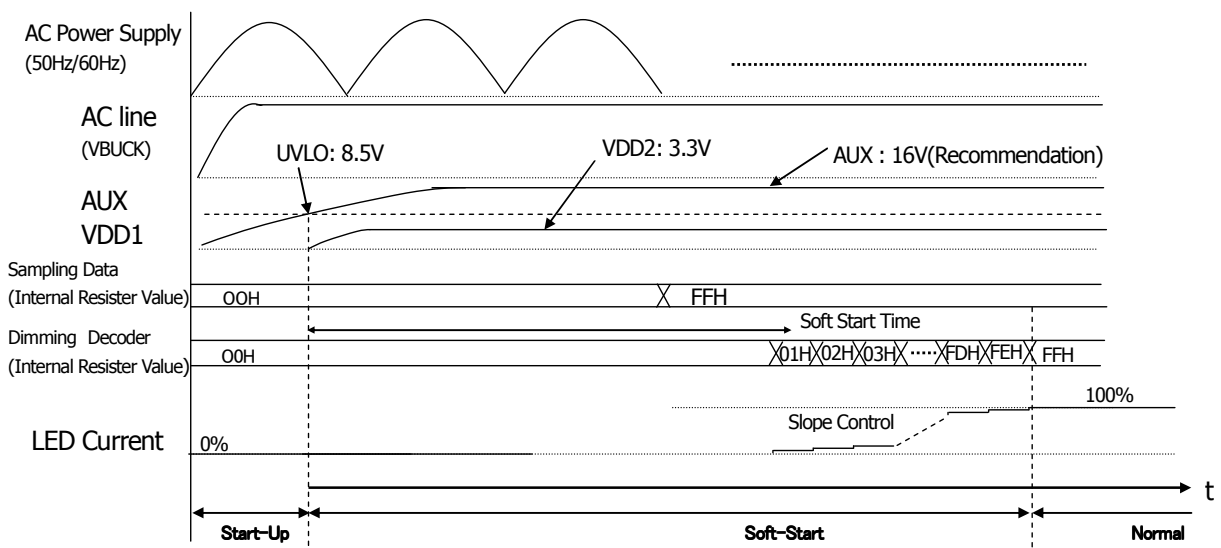 AC Power Supply
(50Hz/60Hz)
AC line
(VBUCK)
UVLO: 8.5V
VDD2: 3.3V
AUX : 16V(Recommendation)
AUX
VDD1
Sampling Data
(Internal Resister Value)
OOH
FFH
Soft Start Time
Dimming Decoder
(Internal Resister Value)
O0H
01H 02H 03H ····· FDH FEH FFH
100%
Slope Control
LED Current
0%
t
Start-Up
Soft-Start
Normal